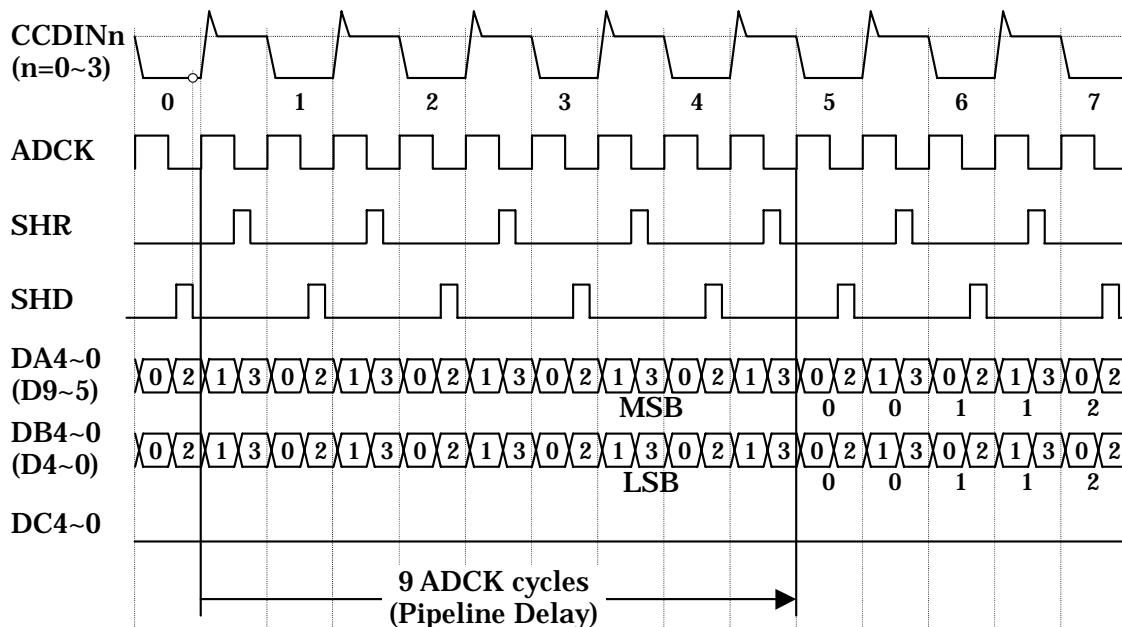 CCDINn
(n=0~3)
0 1 2 3 4 5 6 7
ADCK
SHR
SHD
DA4~0
(D9~5)
0 2 1 3 0 2 1 3 0 2 1 3 0 2 1 3 0 2 1 3 0 2 1 3 0 2 1 3 0 2
MSB 0 0 1 1 2
DB4~0
(D4~0)
0 2 1 3 0 2 1 3 0 2 1 3 0 2 1 3 0 2 1 3 0 2 1 3 0 2 1 3 0 2
LSB 0 0 1 1 2
DC4~0
9 ADCK cycles
(Pipeline Delay)